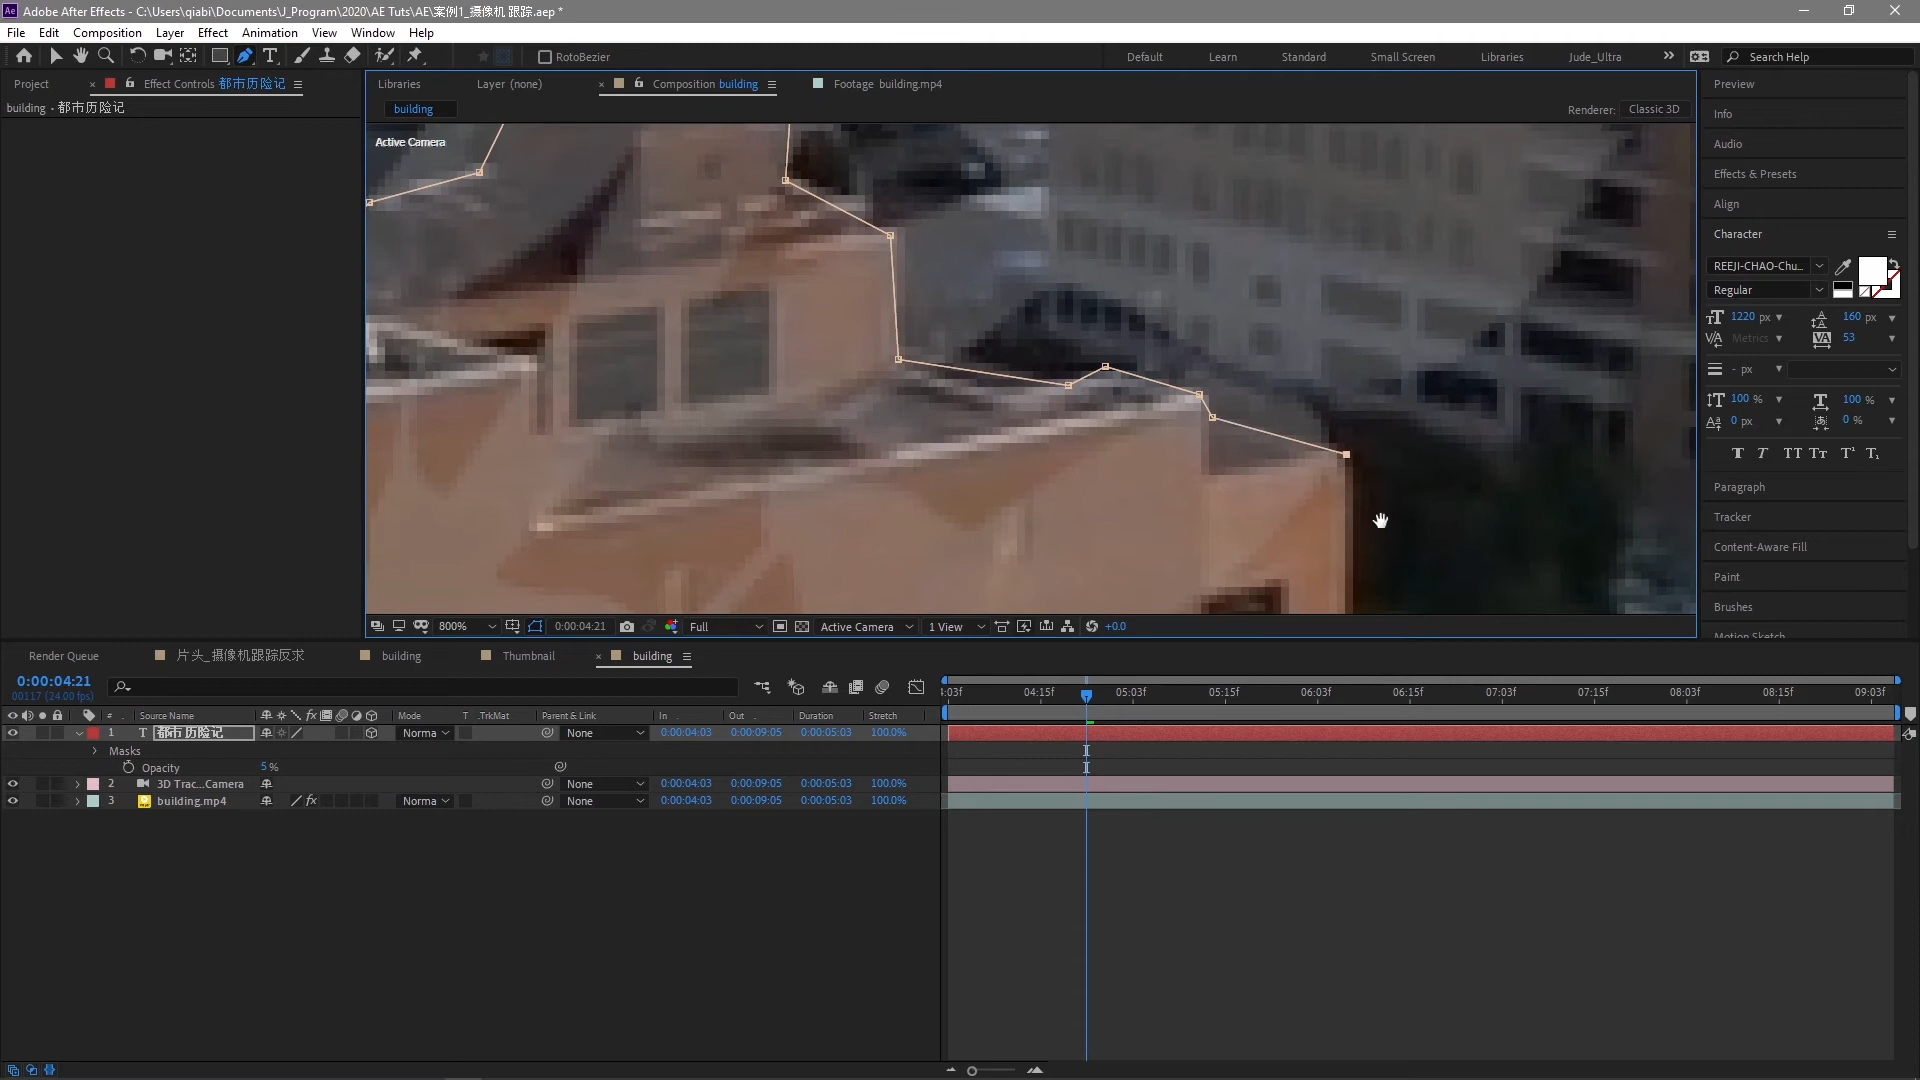 Adobe After Effects - C:\Users\qiabi\Documents\J_Program\2020\AE Tuts\AE\案例1_摄像机 跟踪.aep *
File Edit Composition Layer Effect Animation View Window Help
RotoBezier Default Learn Standard Small Screen Libraries Jude_Ultra Search Help
Project Effect Controls 都市历险记 Libraries Layer (none) Composition building Footage building.mp4 Preview
building - 都市历险记 building Renderer: Classic 3D Info
Active Camera
Audio
Effects & Presets
Align
Character
REEJI-CHAO-Chu...
Regular
1220 px 160 px
Metrics 53
- px
100 % 100 %
0 px 0 %
T T TT Tт T¹ T₁
Paragraph
Tracker
Content-Aware Fill
Paint
Brushes
Motion Sketch
800% 0:00:04:21 Full Active Camera 1 View +0.0
Render Queue 片头_摄像机跟踪反求 building Thumbnail building
0:00:04:21
00117 (24.00 fps)
4:03f 04:15f 05:03f 05:15f 06:03f 06:15f 07:03f 07:15f 08:03f 08:15f 09:03f
# Source Name Mode T .TrkMat Parent & Link In Out Duration Stretch
1 T 都市历险记 Norma None 0:00:04:03 0:00:09:05 0:00:05:03 100.0%
Masks
Opacity 5 %
2 3D Trac...Camera None 0:00:04:03 0:00:09:05 0:00:05:03 100.0%
3 building.mp4 fx Norma None 0:00:04:03 0:00:09:05 0:00:05:03 100.0%